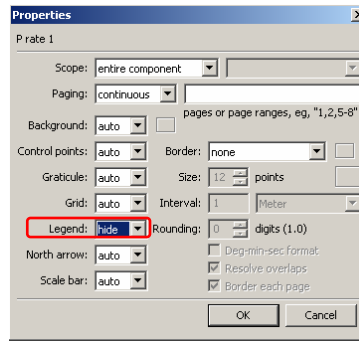 Properties
P rate 1
Scope: entire component
Paging: continuous
pages or page ranges, eg, "1,2,5-8"
Background: auto
Control points: auto Border: none
Graticule: auto Size: 12 points
Grid: auto Interval: 1 Meter
Legend: hide Rounding: 0 digits (1.0)
North arrow: auto Deg-min-sec format
Resolve overlaps
Scale bar: auto Border each page
OK Cancel